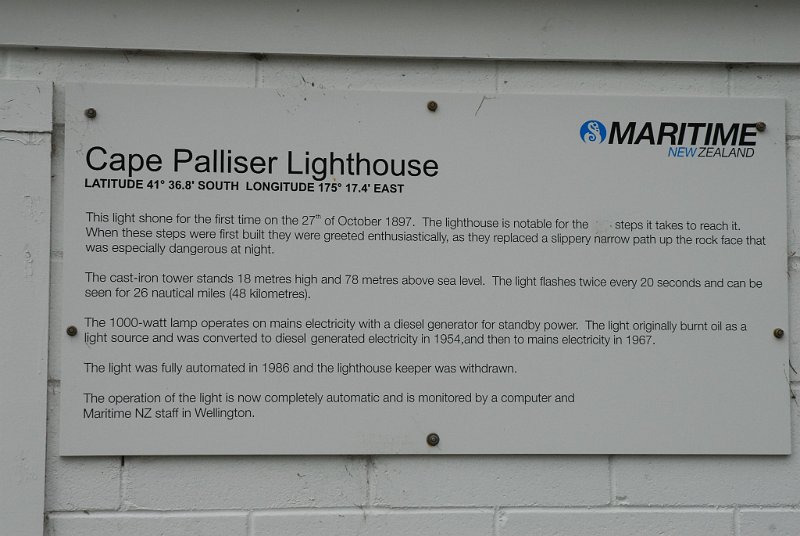 MARITIME
NEW ZEALAND
Cape Palliser Lighthouse
LATITUDE 41° 36.8' SOUTH LONGITUDE 175° 17.4' EAST
This light shone for the first time on the 27th of October 1897. The lighthouse is notable for the steps it takes to reach it.
When these steps were first built they were greeted enthusiastically, as they replaced a slippery narrow path up the rock face that
was especially dangerous at night.
The cast-iron tower stands 18 metres high and 78 metres above sea level. The light flashes twice every 20 seconds and can be
seen for 26 nautical miles (48 kilometres).
The 1000-watt lamp operates on mains electricity with a diesel generator for standby power. The light originally burnt oil as a
light source and was converted to diesel generated electricity in 1954,and then to mains electricity in 1967.
The light was fully automated in 1986 and the lighthouse keeper was withdrawn.
The operation of the light is now completely automatic and is monitored by a computer and
Maritime NZ staff in Wellington.